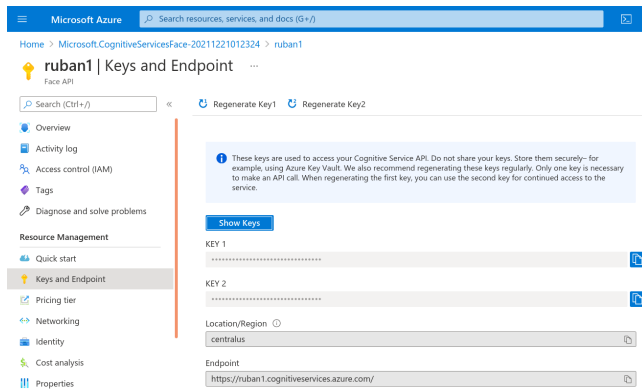 Microsoft Azure
Search resources, services, and docs (G+/)
Home > Microsoft.CognitiveServicesFace-20211221012324 > ruban1
ruban1 | Keys and Endpoint ...
Face API
Search (Ctrl+/)
«
Regenerate Key1 Regenerate Key2
Overview
Activity log
Access control (IAM)
Tags
Diagnose and solve problems
Resource Management
Quick start
Keys and Endpoint
Pricing tier
Networking
Identity
Cost analysis
Properties
These keys are used to access your Cognitive Service API. Do not share your keys. Store them securely– for
example, using Azure Key Vault. We also recommend regenerating these keys regularly. Only one key is necessary
to make an API call. When regenerating the first key, you can use the second key for continued access to the
service.
Show Keys
KEY 1
••••••••••••••••••••••••••••••••
KEY 2
••••••••••••••••••••••••••••••••
Location/Region
centralus
Endpoint
https://ruban1.cognitiveservices.azure.com/